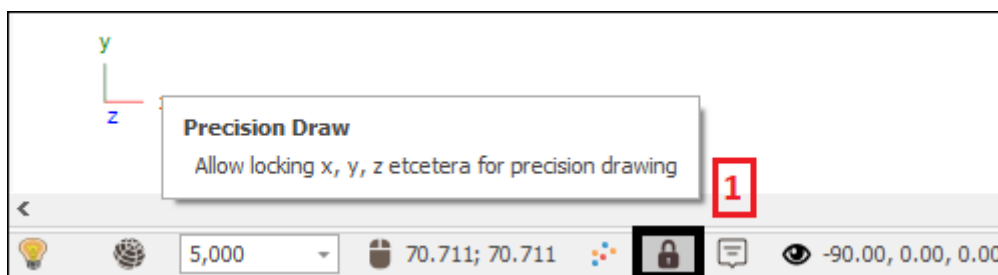 y
z
Precision Draw
Allow locking x, y, z etcetera for precision drawing
1
5,000 70.711; 70.711 -90.00, 0.00, 0.00